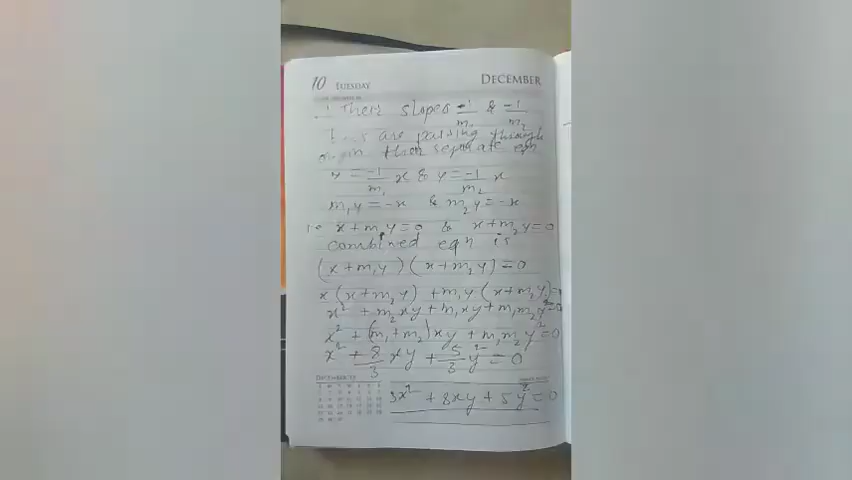 10 TUESDAY DECEMBER
their slopes -1/m₁ & -1/m₂
are passing through
origin then separate eqn
y = -1/m₁ x & y = -1/m₂ x
m₁y = -x & m₂y = -x
i.e x+m₁y=0 & x+m₂y=0
combined eqn is
(x+m₁y)(x+m₂y)=0
x(x+m₂y) +m₁y(x+m₂y)=
x² + m₂xy+m₁xy+m₁m₂y²=0
x² + (m₁+m₂)xy +m₁m₂y²=0
x² + 8/3 xy + 5/3 y² = 0
3x² + 8xy + 5y² = 0